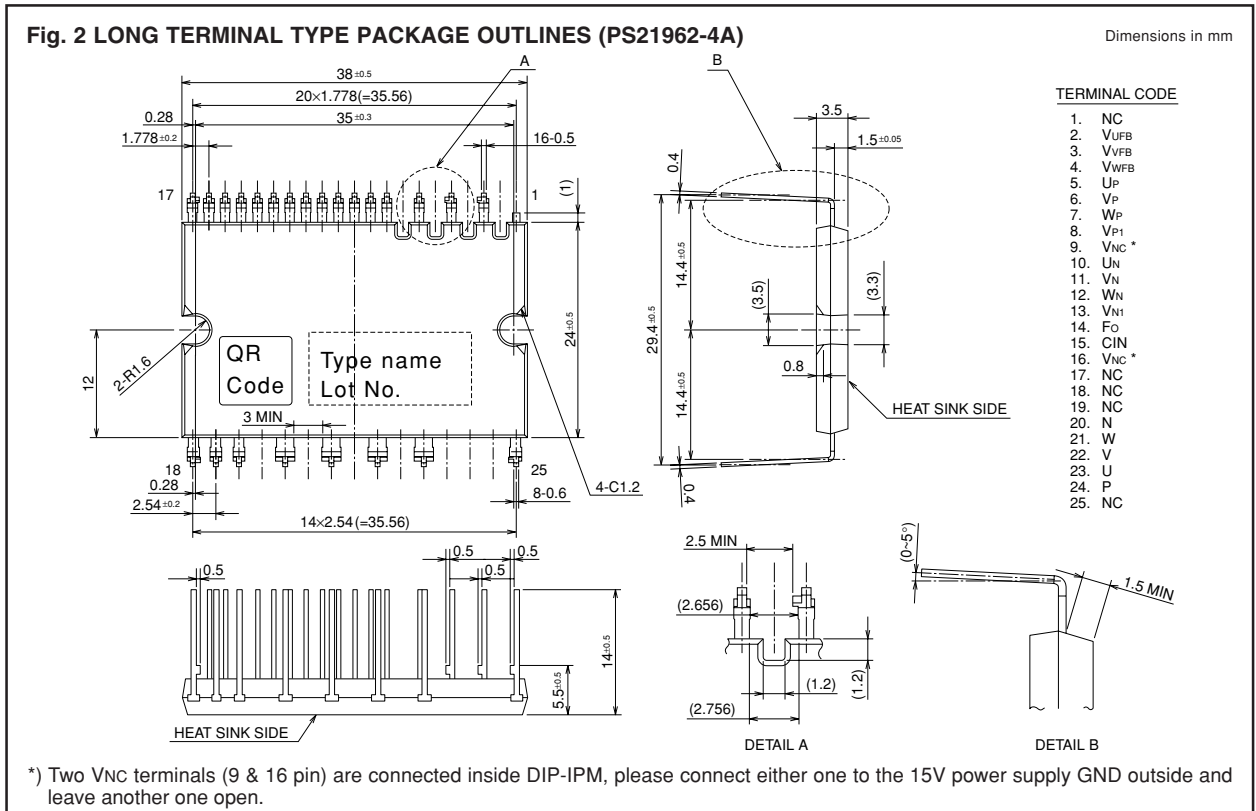 Fig. 2 LONG TERMINAL TYPE PACKAGE OUTLINES (PS21962-4A)
Dimensions in mm
A
B
38±0.5
20×1.778(=35.56)
35±0.3
0.28
1.778±0.2
16-0.5
17
1
(1)
QR
Code
Type name
Lot No.
3 MIN
2-R1.6
12
24±0.5
18
25
0.28
2.54±0.2
8-0.6
4-C1.2
14×2.54(=35.56)
3.5
1.5±0.05
0.4
14.4±0.5
29.4±0.5
14.4±0.5
(3.5)
(3.3)
0.8
HEAT SINK SIDE
0.4
TERMINAL CODE
1. NC
2. VUFB
3. VVFB
4. VWFB
5. UP
6. VP
7. WP
8. VP1
9. VNC *
10. UN
11. VN
12. WN
13. VN1
14. FO
15. CIN
16. VNC *
17. NC
18. NC
19. NC
20. N
21. W
22. V
23. U
24. P
25. NC
0.5
0.5
0.5
0.5
14±0.5
5.5±0.5
HEAT SINK SIDE
2.5 MIN
(2.656)
(1.2)
(1.2)
(2.756)
DETAIL A
(0~5°)
1.5 MIN
DETAIL B
*) Two VNC terminals (9 & 16 pin) are connected inside DIP-IPM, please connect either one to the 15V power supply GND outside and
leave another one open.